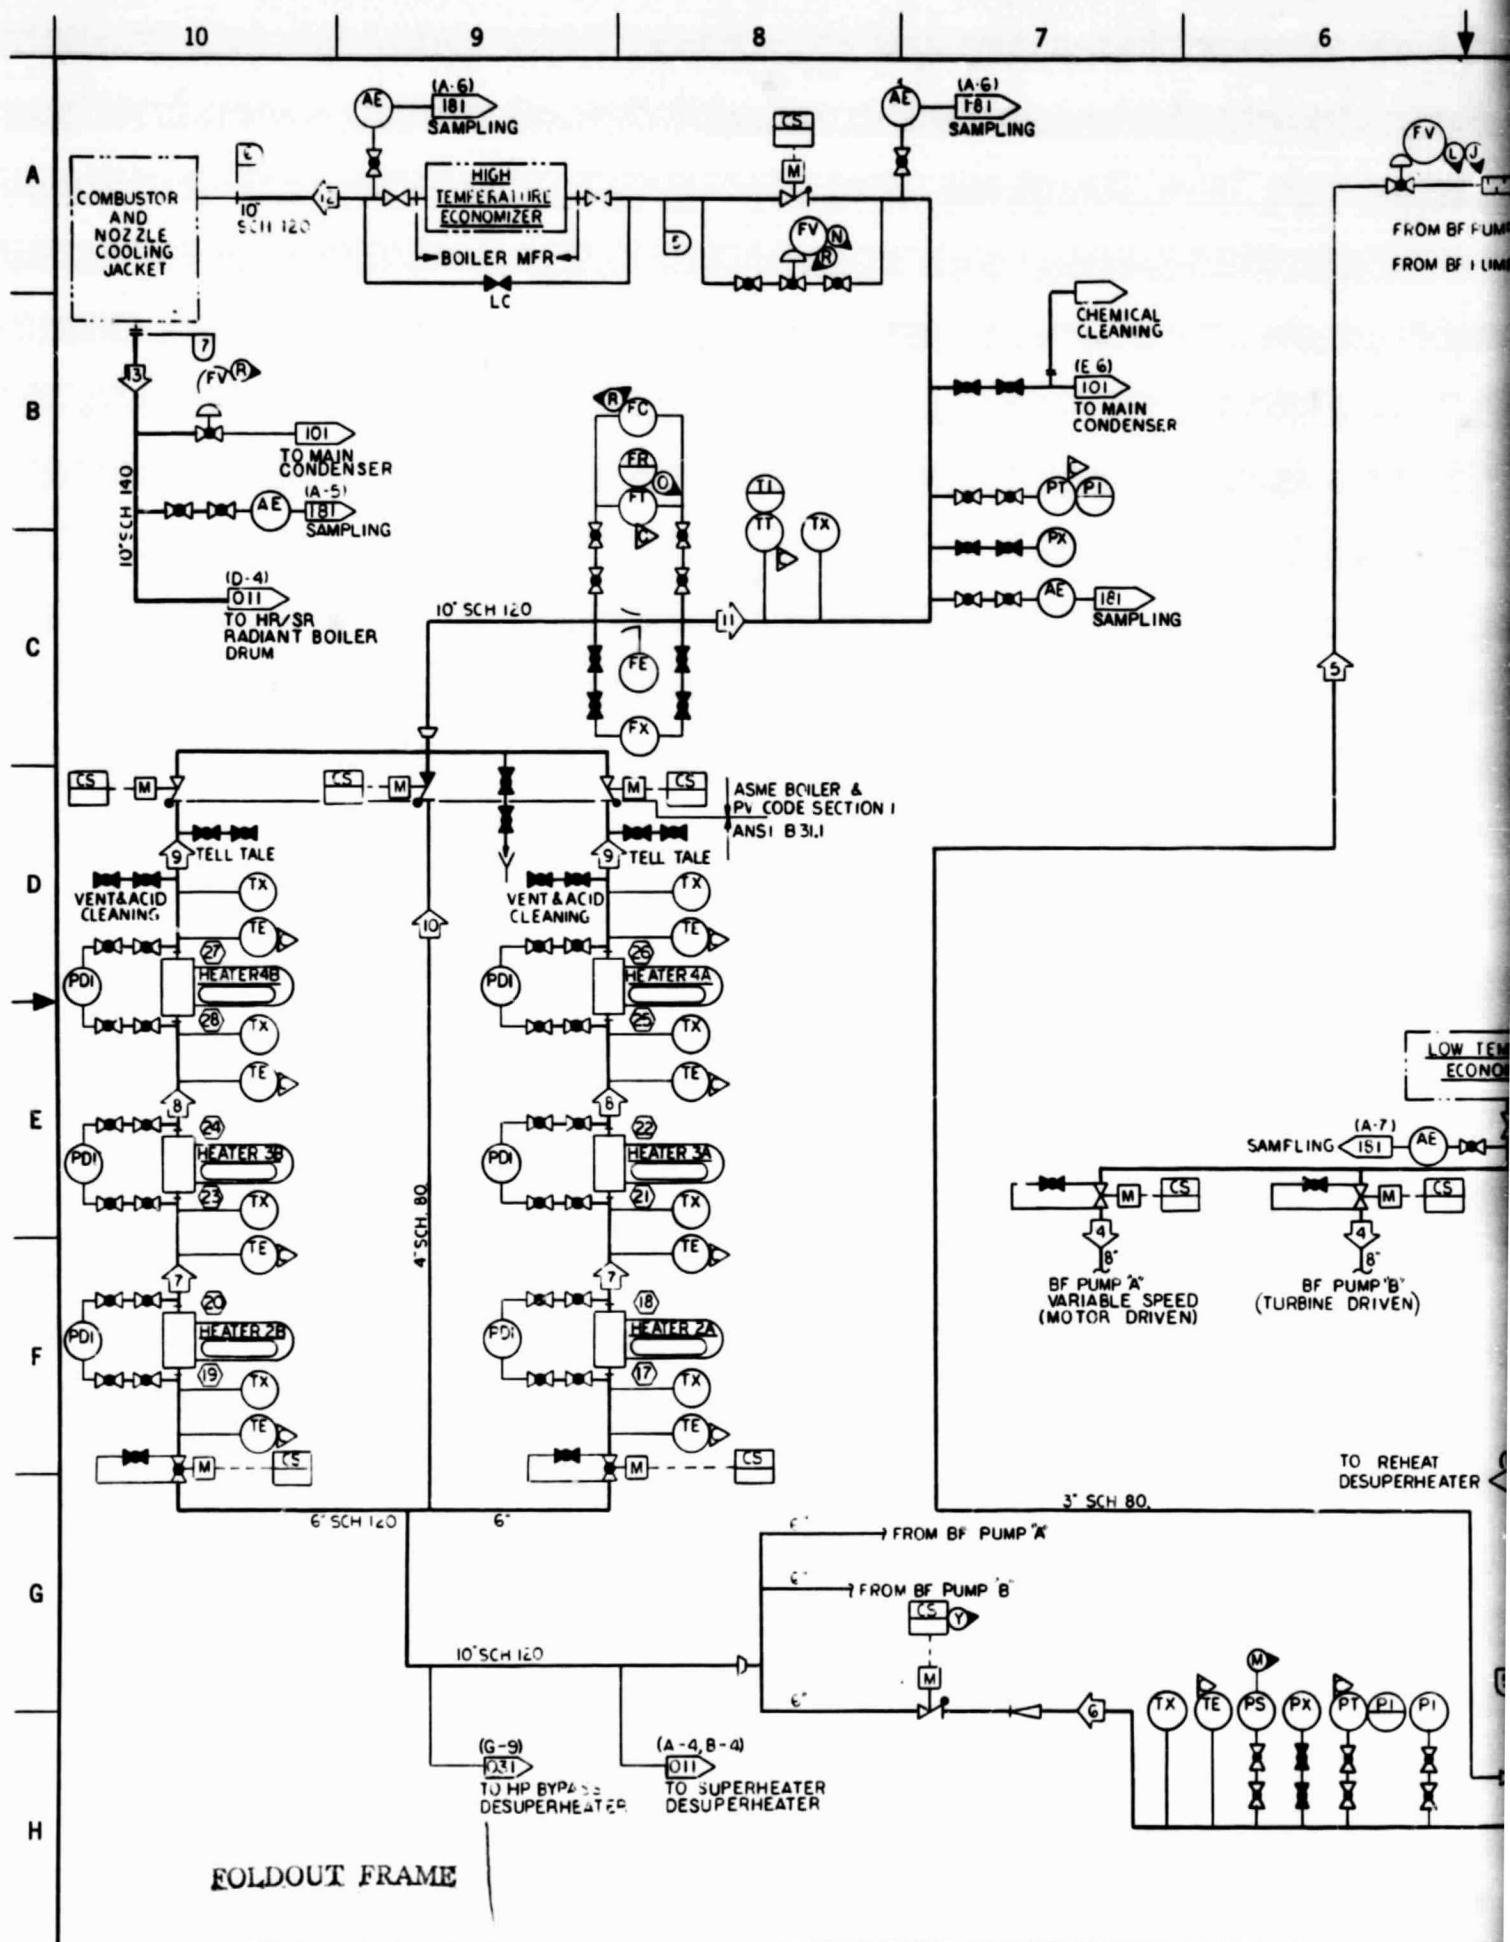 10
9
8
7
6
A
B
C
D
E
F
G
H
COMBUSTOR
AND
NOZZLE
COOLING
JACKET
10"
SCH 120
12
AE
(A-6)
181
SAMPLING
HIGH
TEMPERATURE
ECONOMIZER
BOILER MFR
LC
5
CS
M
FV
N
R
AE
(A-6)
181
SAMPLING
FV
L
J
FROM BF PUM
FROM BF PUM
CHEMICAL
CLEANING
(E 6)
101
TO MAIN
CONDENSER
7
13
FV
R
101
TO MAIN
CONDENSER
10" SCH 140
AE
(A-5)
181
SAMPLING
(D-4)
011
TO HR/SR
RADIANT BOILER
DRUM
R
FC
FR
O
FT
C
TI
TT
C
TX
PT
PI
PX
AE
181
SAMPLING
10" SCH 120
11
FE
FX
5
CS
M
CS
M
M
CS
ASME BOILER &
PV CODE SECTION I
ANSI B 31.1
9
TELL TALE
9
TELL TALE
VENT & ACID
CLEANING
VENT & ACID
CLEANING
TX
TX
10
TE
C
TE
C
27
26
PDI
HEATER 4B
PDI
HEATER 4A
28
25
TX
TX
TE
C
TE
C
8
8
24
22
PDI
HEATER 3B
PDI
HEATER 3A
23
21
TX
TX
TE
C
TE
C
4" SCH. 80
7
7
20
18
PDI
HEATER 2B
PDI
HEATER 2A
19
17
TX
TX
TE
C
TE
C
M
CS
M
CS
6" SCH 120
6"
LOW TEM
ECONO
(A-7)
SAMPLING
181
AE
M
CS
M
CS
4
8"
4
8"
BF PUMP "A"
VARIABLE SPEED
(MOTOR DRIVEN)
BF PUMP "B"
(TURBINE DRIVEN)
TO REHEAT
DESUPERHEATER
3" SCH 80.
6"
FROM BF PUMP "A"
6"
FROM BF PUMP "B"
CS
Y
M
10" SCH 120
6"
6
M
TX
TE
PS
PX
PT
PI
PI
(G-9)
031
TO HP BYPASS
DESUPERHEATER
(A-4, B-4)
011
TO SUPERHEATER
DESUPERHEATER
FOLDOUT FRAME